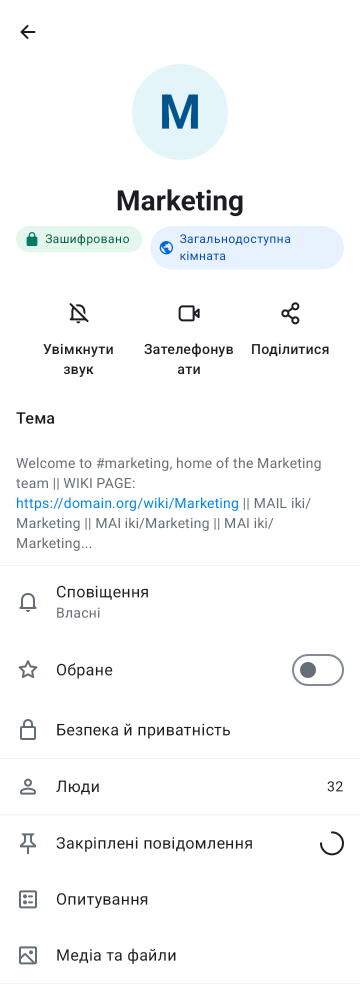 M
Marketing
Зашифровано
Загальнодоступна
кімната
Увімкнути
звук
Зателефонув
ати
Поділитися
Тема
Welcome to #marketing, home of the Marketing
team || WIKI PAGE:
https://domain.org/wiki/Marketing || MAIL iki/
Marketing || MAI iki/Marketing || MAI iki/
Marketing...
Сповіщення
Власні
Обране
Безпека й приватність
Люди 32
Закріплені повідомлення
Опитування
Медіа та файли